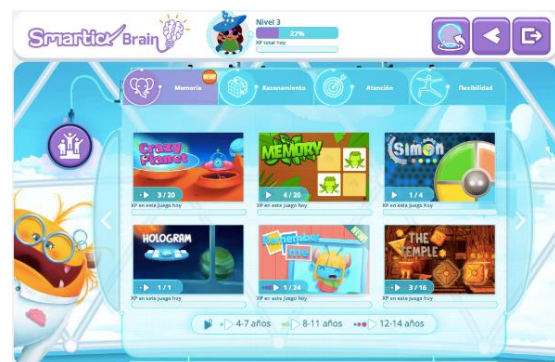 Smartick Brain
Nivel 3
27%
XP total hoy
Memoria
Razonamiento
Atención
Flexibilidad
Crazy Planet
3 / 20
XP en este juego hoy
MEMORY
4 / 20
XP en este juego hoy
Simon
1 / 4
XP en este juego hoy
HOLOGRAM
1 / 1
XP en este juego hoy
Remember me
1 / 24
XP en este juego hoy
THE TEMPLE
3 / 16
XP en este juego hoy
4-7 años
8-11 años
12-14 años